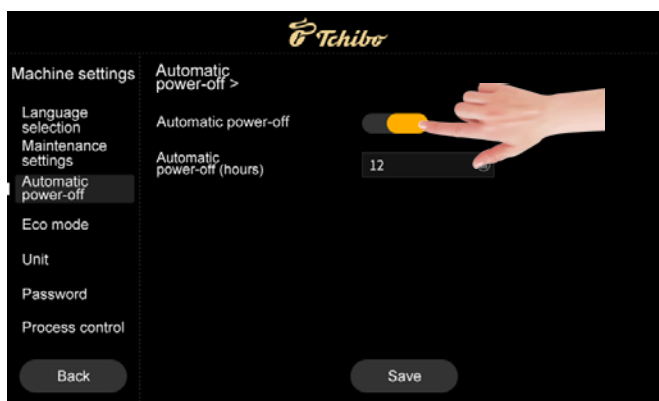 Tchibo
Machine settings
Language
selection
Maintenance
settings
Automatic
power-off
Eco mode
Unit
Password
Process control
Back
Automatic
power-off >
Automatic power-off
Automatic
power-off (hours)
12
Save